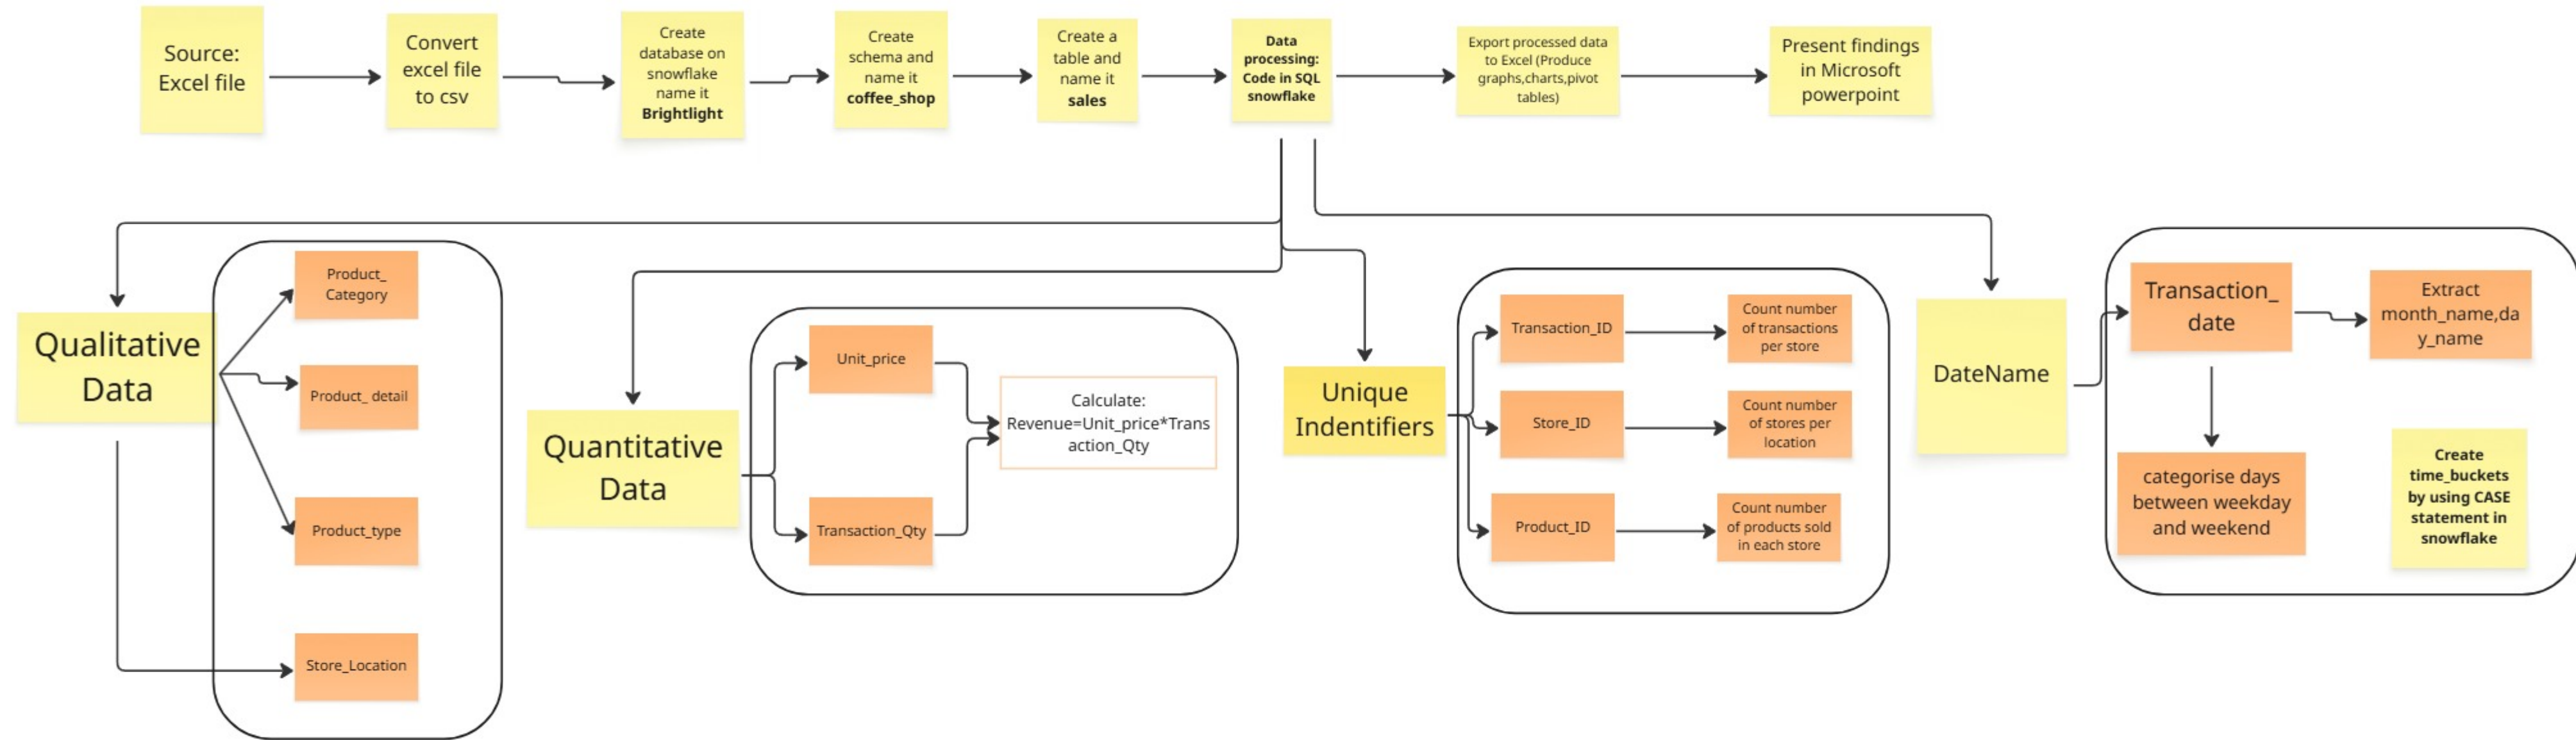 Source:
Excel file
Convert
excel file
to csv
Create
database on
snowflake
name it
Brightlight
Create
schema and
name it
coffee_shop
Create a
table and
name it
sales
Data
processing:
Code in SQL
snowflake
Export processed data
to Excel (Produce
graphs,charts,pivot
tables)
Present findings
in Microsoft
powerpoint
Qualitative
Data
Product_
Category
Product_ detail
Product_type
Store_Location
Quantitative
Data
Unit_price
Transaction_Qty
Calculate:
Revenue=Unit_price*Trans
action_Qty
Unique
Indentifiers
Transaction_ID
Count number
of transactions
per store
Store_ID
Count number
of stores per
location
Product_ID
Count number
of products sold
in each store
DateName
Transaction_
date
Extract
month_name,da
y_name
categorise days
between weekday
and weekend
Create
time_buckets
by using CASE
statement in
snowflake